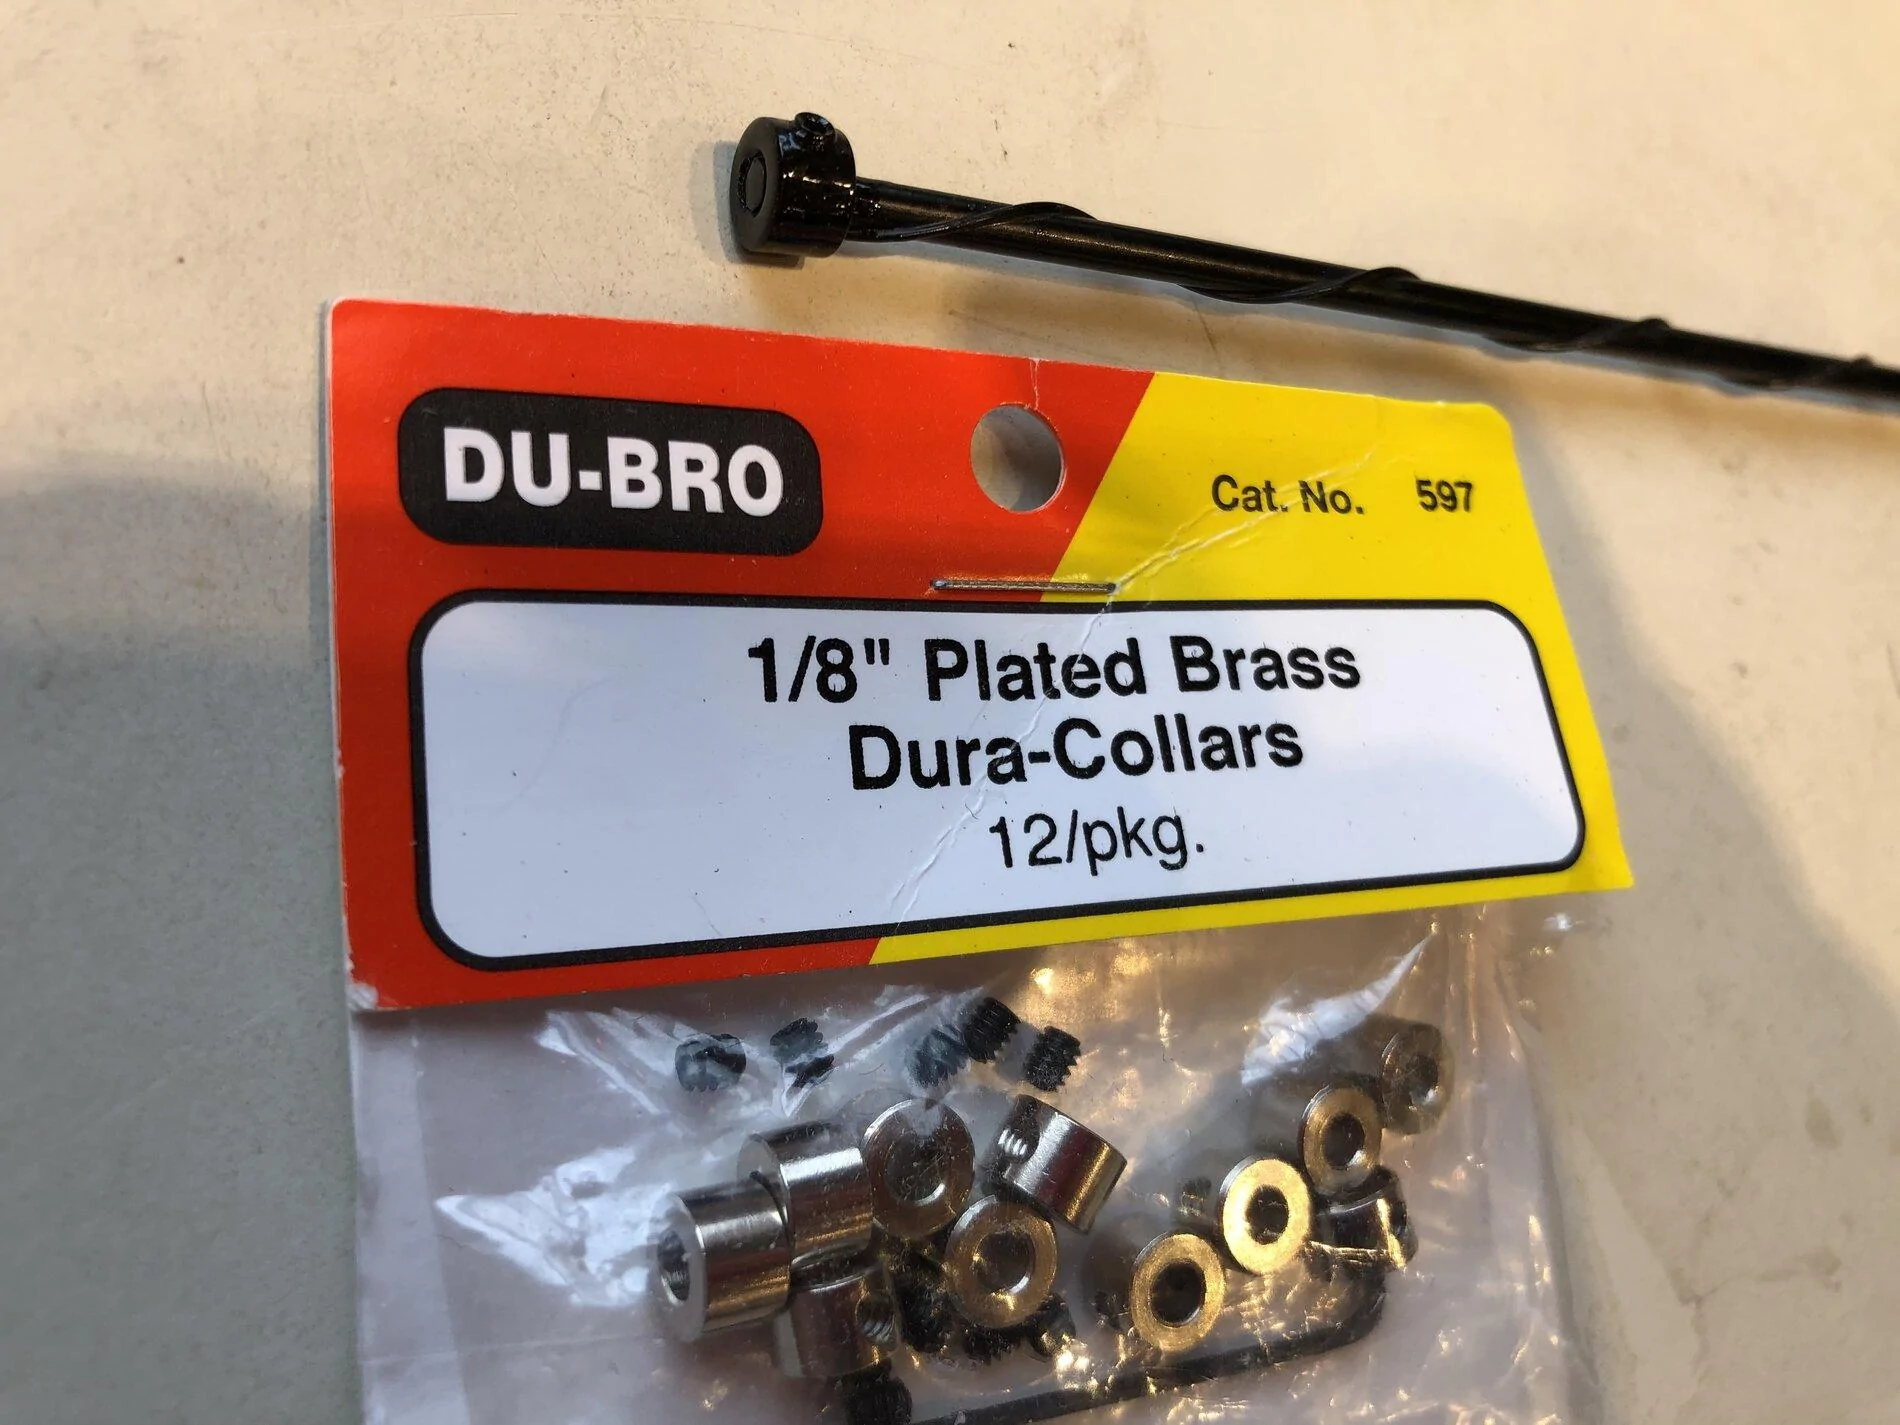 DU-BRO
Cat. No. 597
1/8" Plated Brass
Dura-Collars
12/pkg.